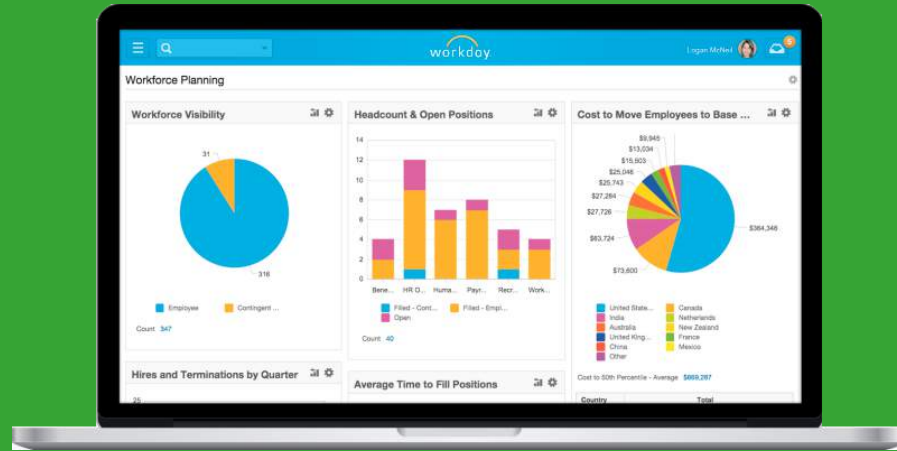 workday
Logan McNeil
5
Workforce Planning
Workforce Visibility
31
316
Employee
Contingent ...
Count 347
Headcount & Open Positions
14
12
10
8
6
4
2
0
Bene... HR O... Huma... Payr... Recr... Work...
Filled - Cont... Filled - Empl...
Open
Count 40
Cost to Move Employees to Base ...
$9,945
$13,034
$15,503
$25,046
$25,743
$27,284
$27,726
$63,724
$73,600
$384,346
United State... Canada
India Netherlands
Australia New Zealand
United King... France
China Mexico
Other
Cost to 50th Percentile - Average
Hires and Terminations by Quarter
25
Average Time to Fill Positions
Country Total